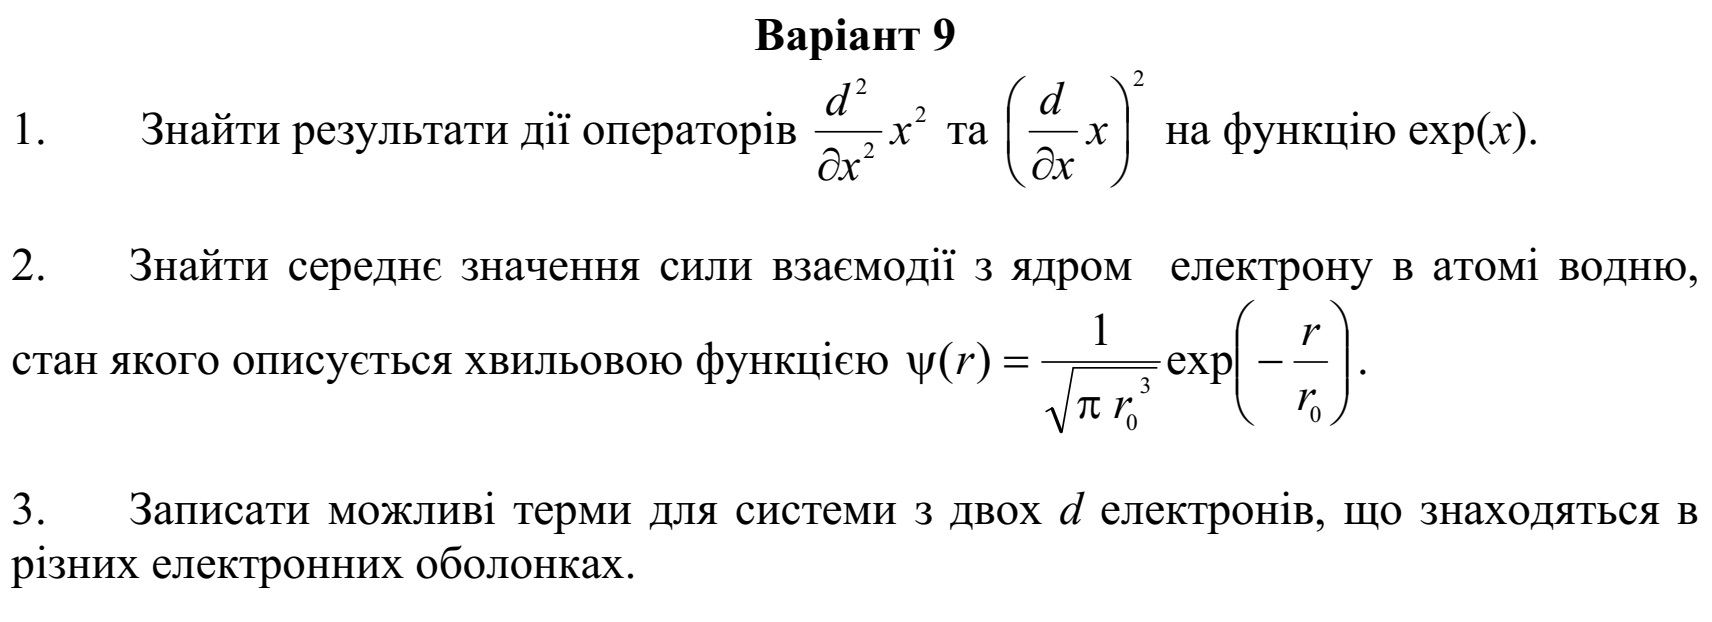 Варіант 9
1. Знайти результати дії операторів $\frac{d^2}{\partial x^2} x^2$ та $\left( \frac{d}{\partial x} x \right)^2$ на функцію exp(x).
2. Знайти середнє значення сили взаємодії з ядром електрону в атомі водню,
стан якого описується хвильовою функцією $\psi(r) = \frac{1}{\sqrt{\pi r_0^3}} \exp\left( -\frac{r}{r_0} \right)$.
3. Записати можливі терми для системи з двох d електронів, що знаходяться в
різних електронних оболонках.